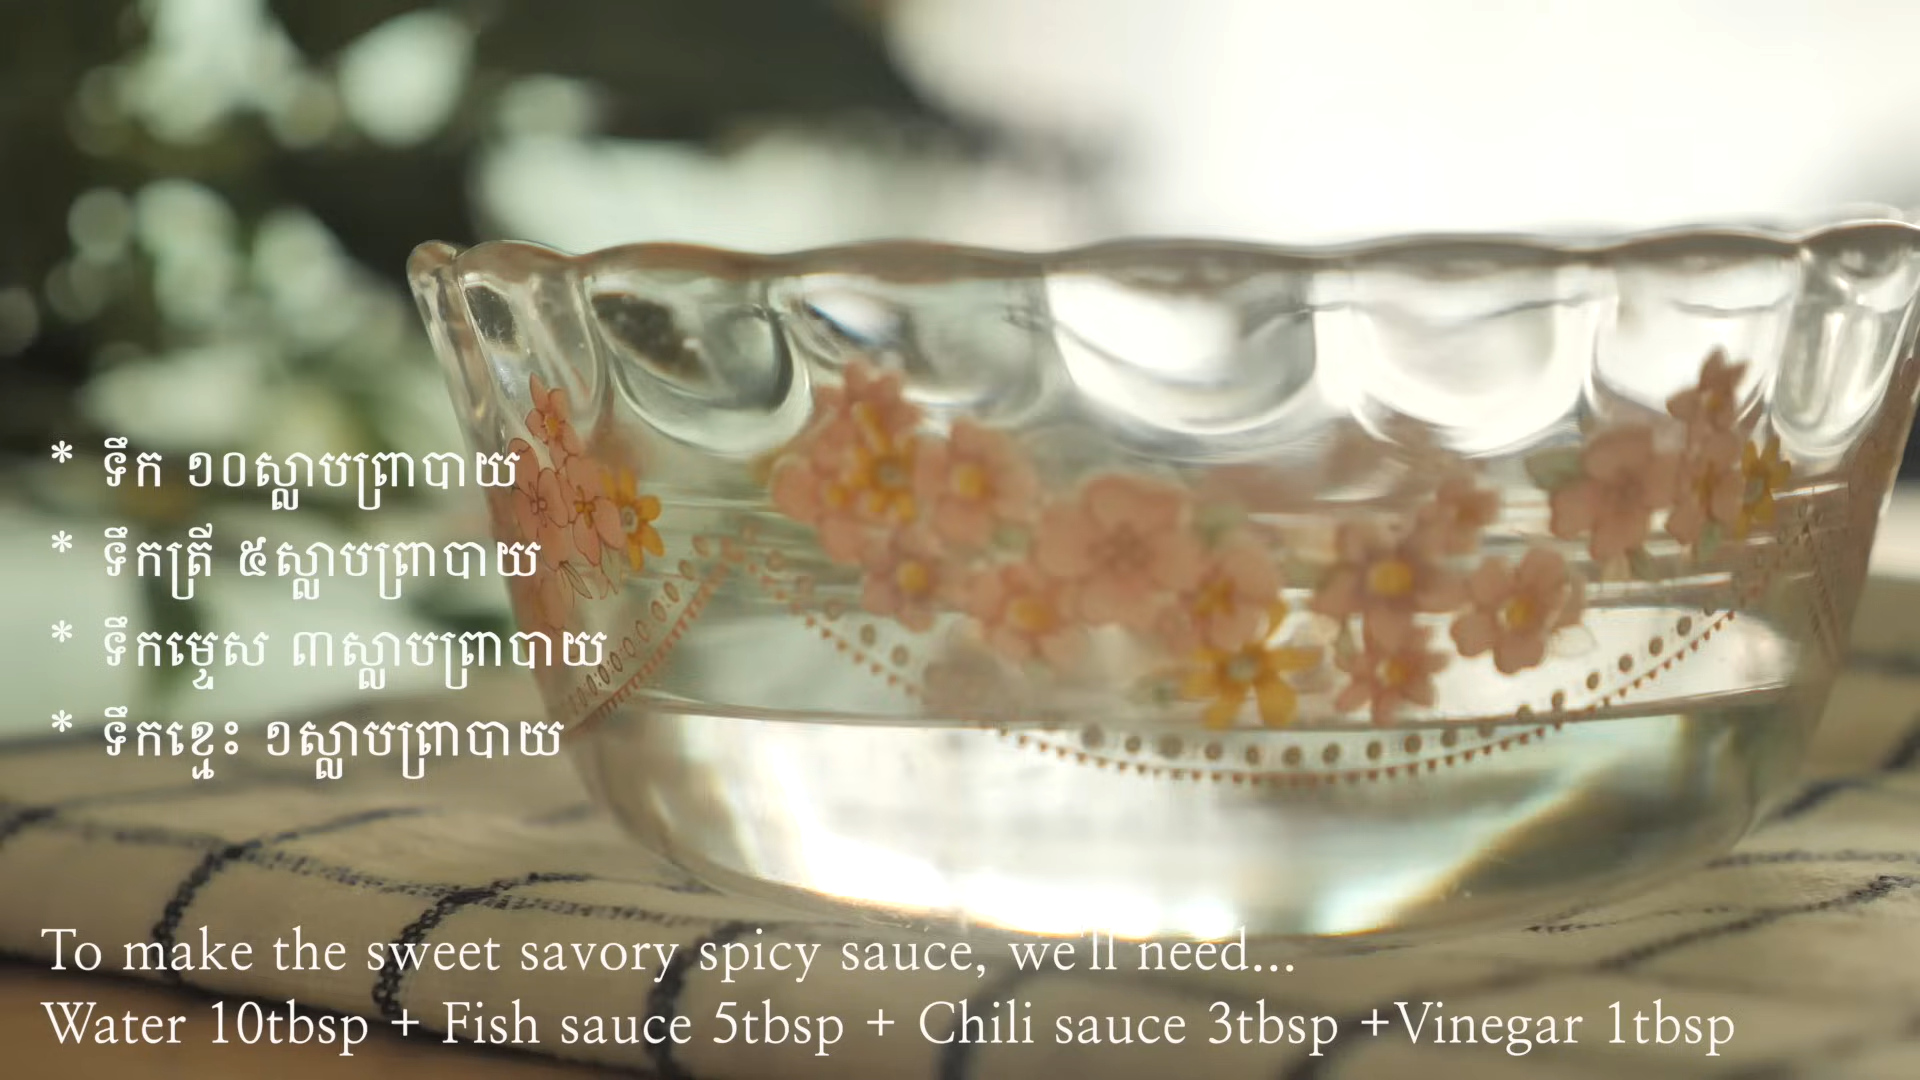 * ទឹក ១០ស្លាបព្រាបាយ
* ទឹកត្រី ៥ស្លាបព្រាបាយ
* ទឹកម្ទេស ៣ស្លាបព្រាបាយ
* ទឹកខ្មេះ ១ស្លាបព្រាបាយ
To make the sweet savory spicy sauce, we'll need...
Water 10tbsp + Fish sauce 5tbsp + Chili sauce 3tbsp +Vinegar 1tbsp